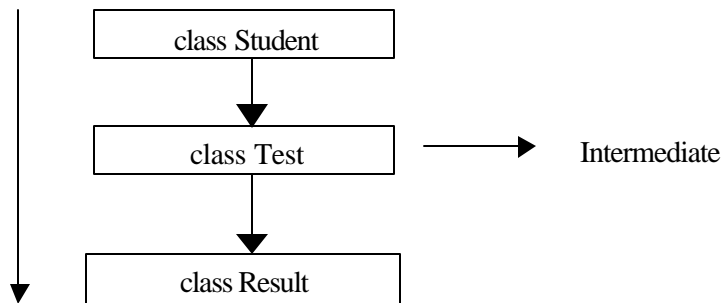 class Student
class Test
Intermediate
class Result